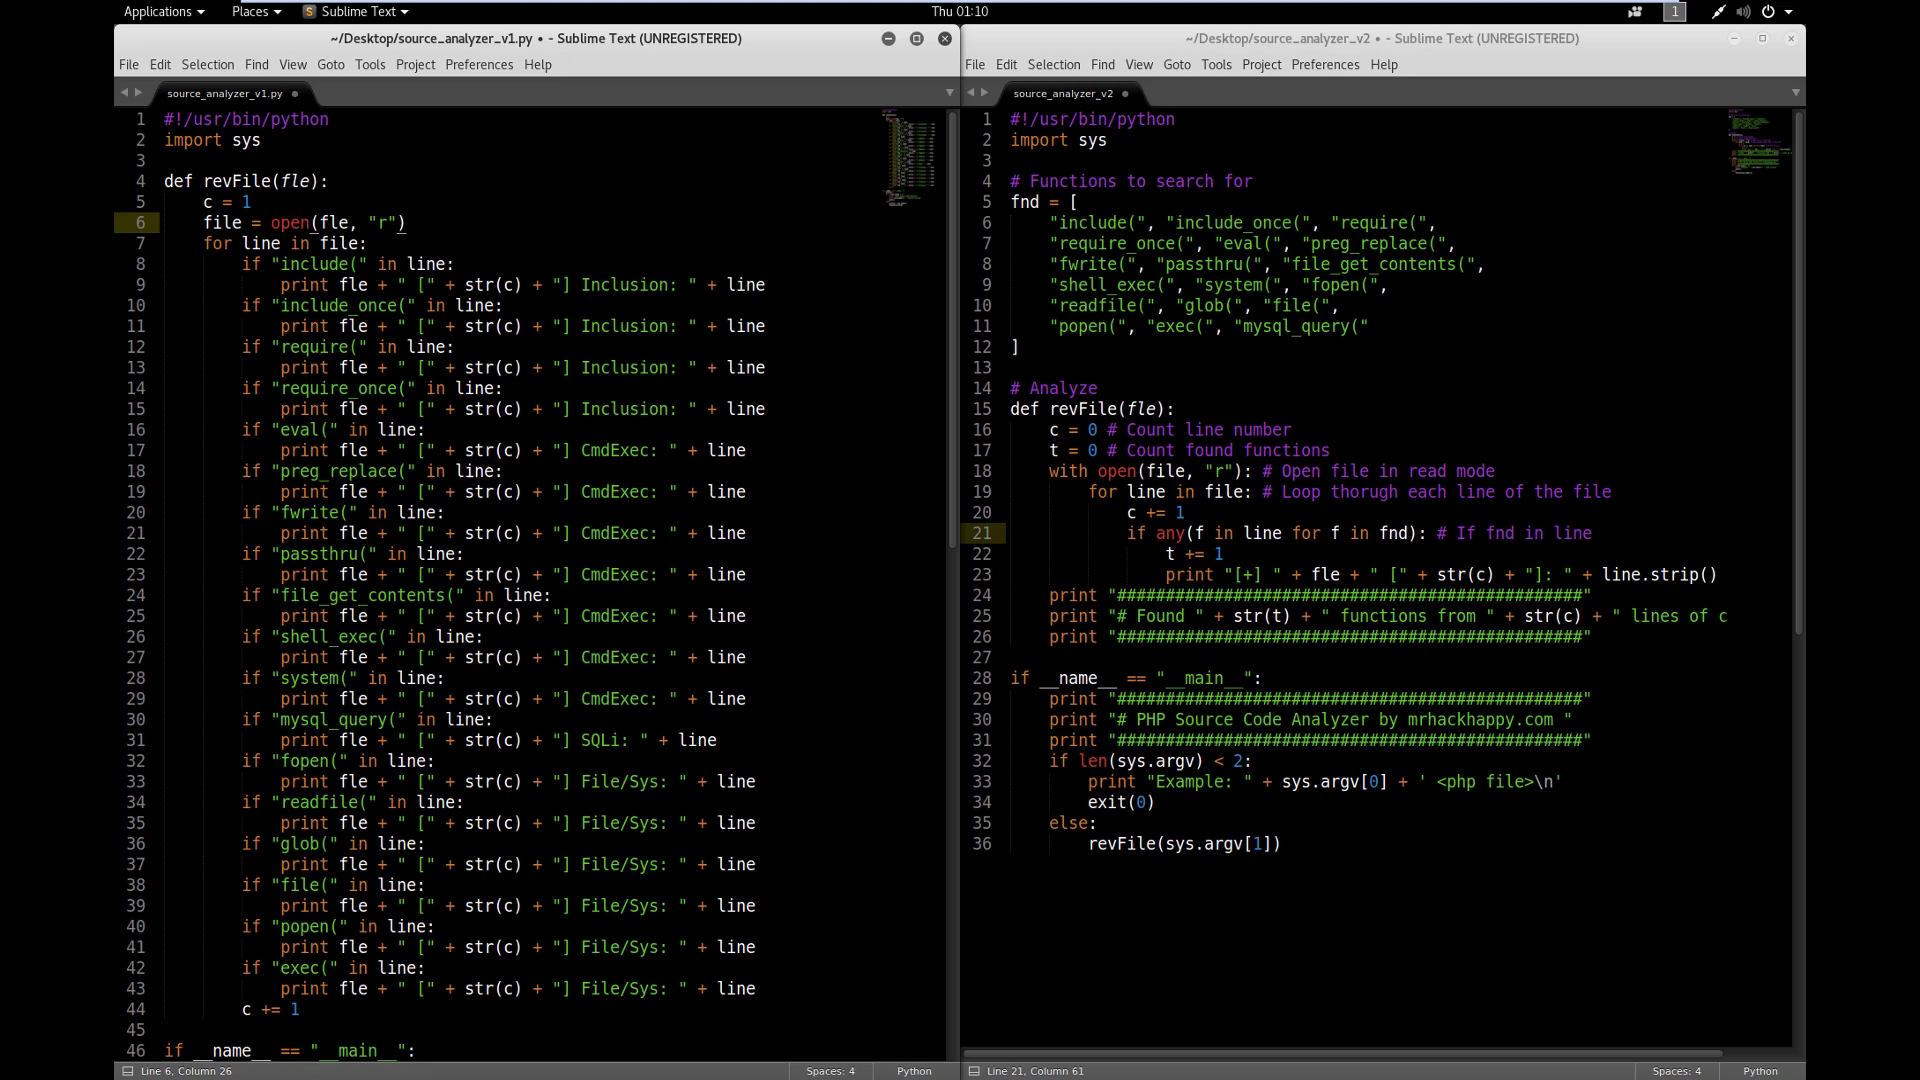 Applications Places Sublime Text Thu 01:10 1
~/Desktop/source_analyzer_v1.py • - Sublime Text (UNREGISTERED)
File Edit Selection Find View Goto Tools Project Preferences Help
source_analyzer_v1.py
1 #!/usr/bin/python
2 import sys
3
4 def revFile(fle):
5 c = 1
6 file = open(fle, "r")
7 for line in file:
8 if "include(" in line:
9 print fle + " [" + str(c) + "] Inclusion: " + line
10 if "include_once(" in line:
11 print fle + " [" + str(c) + "] Inclusion: " + line
12 if "require(" in line:
13 print fle + " [" + str(c) + "] Inclusion: " + line
14 if "require_once(" in line:
15 print fle + " [" + str(c) + "] Inclusion: " + line
16 if "eval(" in line:
17 print fle + " [" + str(c) + "] CmdExec: " + line
18 if "preg_replace(" in line:
19 print fle + " [" + str(c) + "] CmdExec: " + line
20 if "fwrite(" in line:
21 print fle + " [" + str(c) + "] CmdExec: " + line
22 if "passthru(" in line:
23 print fle + " [" + str(c) + "] CmdExec: " + line
24 if "file_get_contents(" in line:
25 print fle + " [" + str(c) + "] CmdExec: " + line
26 if "shell_exec(" in line:
27 print fle + " [" + str(c) + "] CmdExec: " + line
28 if "system(" in line:
29 print fle + " [" + str(c) + "] CmdExec: " + line
30 if "mysql_query(" in line:
31 print fle + " [" + str(c) + "] SQLi: " + line
32 if "fopen(" in line:
33 print fle + " [" + str(c) + "] File/Sys: " + line
34 if "readfile(" in line:
35 print fle + " [" + str(c) + "] File/Sys: " + line
36 if "glob(" in line:
37 print fle + " [" + str(c) + "] File/Sys: " + line
38 if "file(" in line:
39 print fle + " [" + str(c) + "] File/Sys: " + line
40 if "popen(" in line:
41 print fle + " [" + str(c) + "] File/Sys: " + line
42 if "exec(" in line:
43 print fle + " [" + str(c) + "] File/Sys: " + line
44 c += 1
45
46 if __name__ == "__main__":
Line 6, Column 26 Spaces: 4 Python
~/Desktop/source_analyzer_v2 • - Sublime Text (UNREGISTERED)
File Edit Selection Find View Goto Tools Project Preferences Help
source_analyzer_v2
1 #!/usr/bin/python
2 import sys
3
4 # Functions to search for
5 fnd = [
6 "include(", "include_once(", "require(",
7 "require_once(", "eval(", "preg_replace(",
8 "fwrite(", "passthru(", "file_get_contents(",
9 "shell_exec(", "system(", "fopen(",
10 "readfile(", "glob(", "file(",
11 "popen(", "exec(", "mysql_query("
12 ]
13
14 # Analyze
15 def revFile(fle):
16 c = 0 # Count line number
17 t = 0 # Count found functions
18 with open(file, "r"): # Open file in read mode
19 for line in file: # Loop thorugh each line of the file
20 c += 1
21 if any(f in line for f in fnd): # If fnd in line
22 t += 1
23 print "[+] " + fle + " [" + str(c) + "]: " + line.strip()
24 print "################################################"
25 print "# Found " + str(t) + " functions from " + str(c) + " lines of c
26 print "################################################"
27
28 if __name__ == "__main__":
29 print "################################################"
30 print "# PHP Source Code Analyzer by mrhackhappy.com "
31 print "################################################"
32 if len(sys.argv) < 2:
33 print "Example: " + sys.argv[0] + ' <php file>\n'
34 exit(0)
35 else:
36 revFile(sys.argv[1])
Line 21, Column 61 Spaces: 4 Python